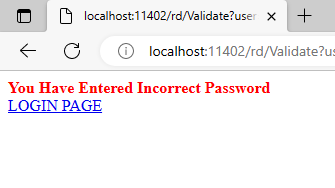 localhost:11402/rd/Validate?user
localhost:11402/rd/Validate?us
You Have Entered Incorrect Password
LOGIN PAGE